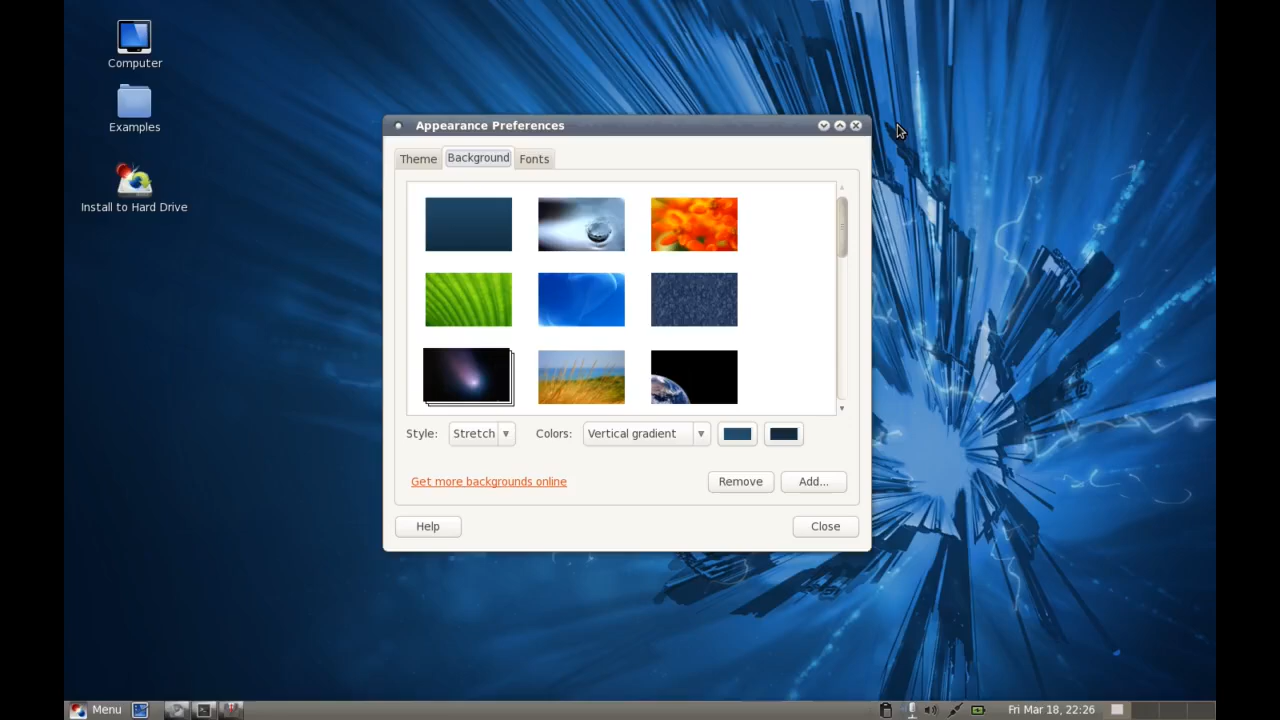 Computer
Examples
Install to Hard Drive
Appearance Preferences
Theme Background Fonts
Style: Stretch Colors: Vertical gradient
Get more backgrounds online Remove Add...
Help Close
Menu Fri Mar 18, 22:26